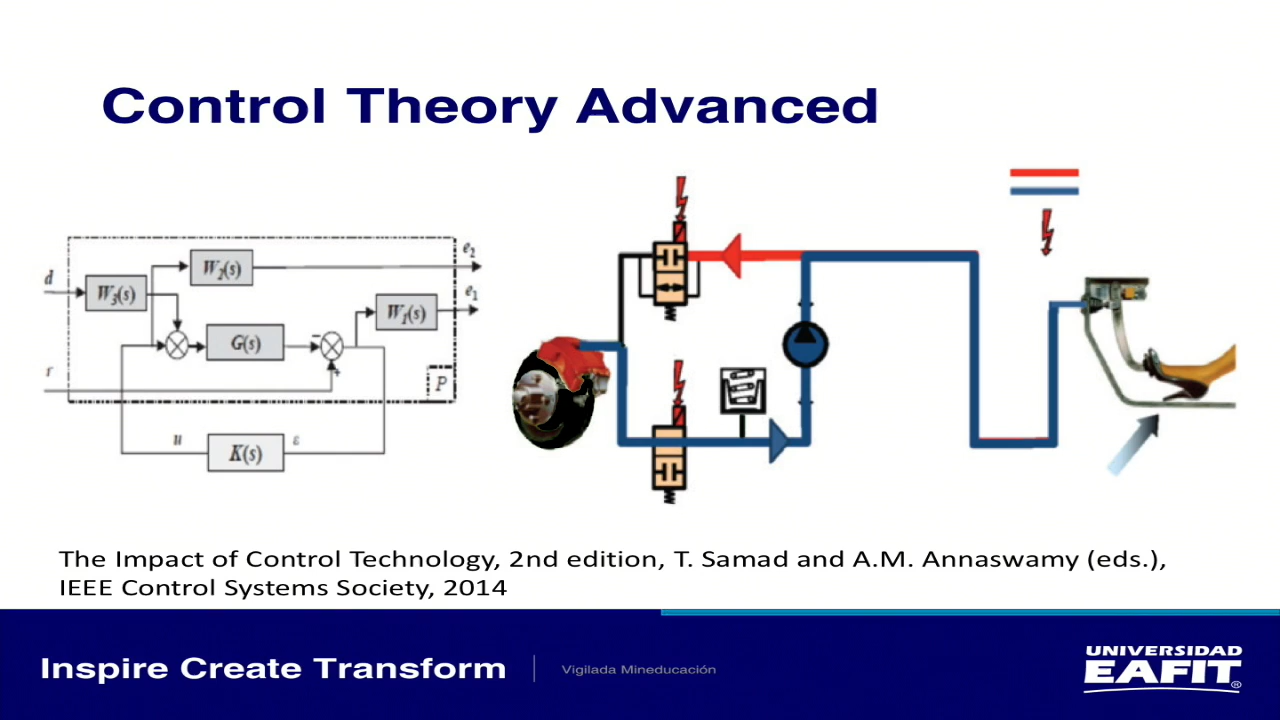 Control Theory Advanced
d
W3(s)
W2(s)
e2
W1(s)
e1
G(s)
−
+
r
P
u
K(s)
ε
The Impact of Control Technology, 2nd edition, T. Samad and A.M. Annaswamy (eds.),
IEEE Control Systems Society, 2014
Inspire Create Transform
Vigilada Mineducación
UNIVERSIDAD
EAFIT®